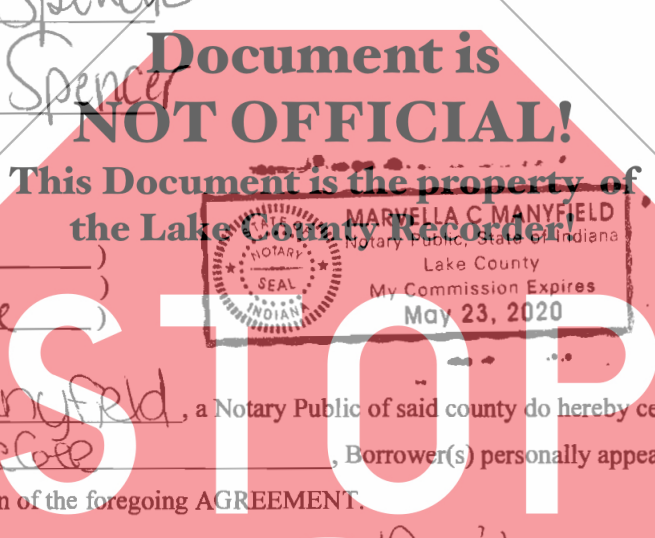 Spencer
Document is
Spencer
NOT OFFICIAL!
This Document is the property of
the Lake County Recorder!
MARVELLA C MANYFIELD
Notary Public, State of Indiana
Lake County
My Commission Expires
May 23, 2020
STATE OF
NOTARY
SEAL
INDIANA
)
)
)
STOP
nyfield, a Notary Public of said county do hereby ce
, Borrower(s) personally appea
n of the foregoing AGREEMENT.